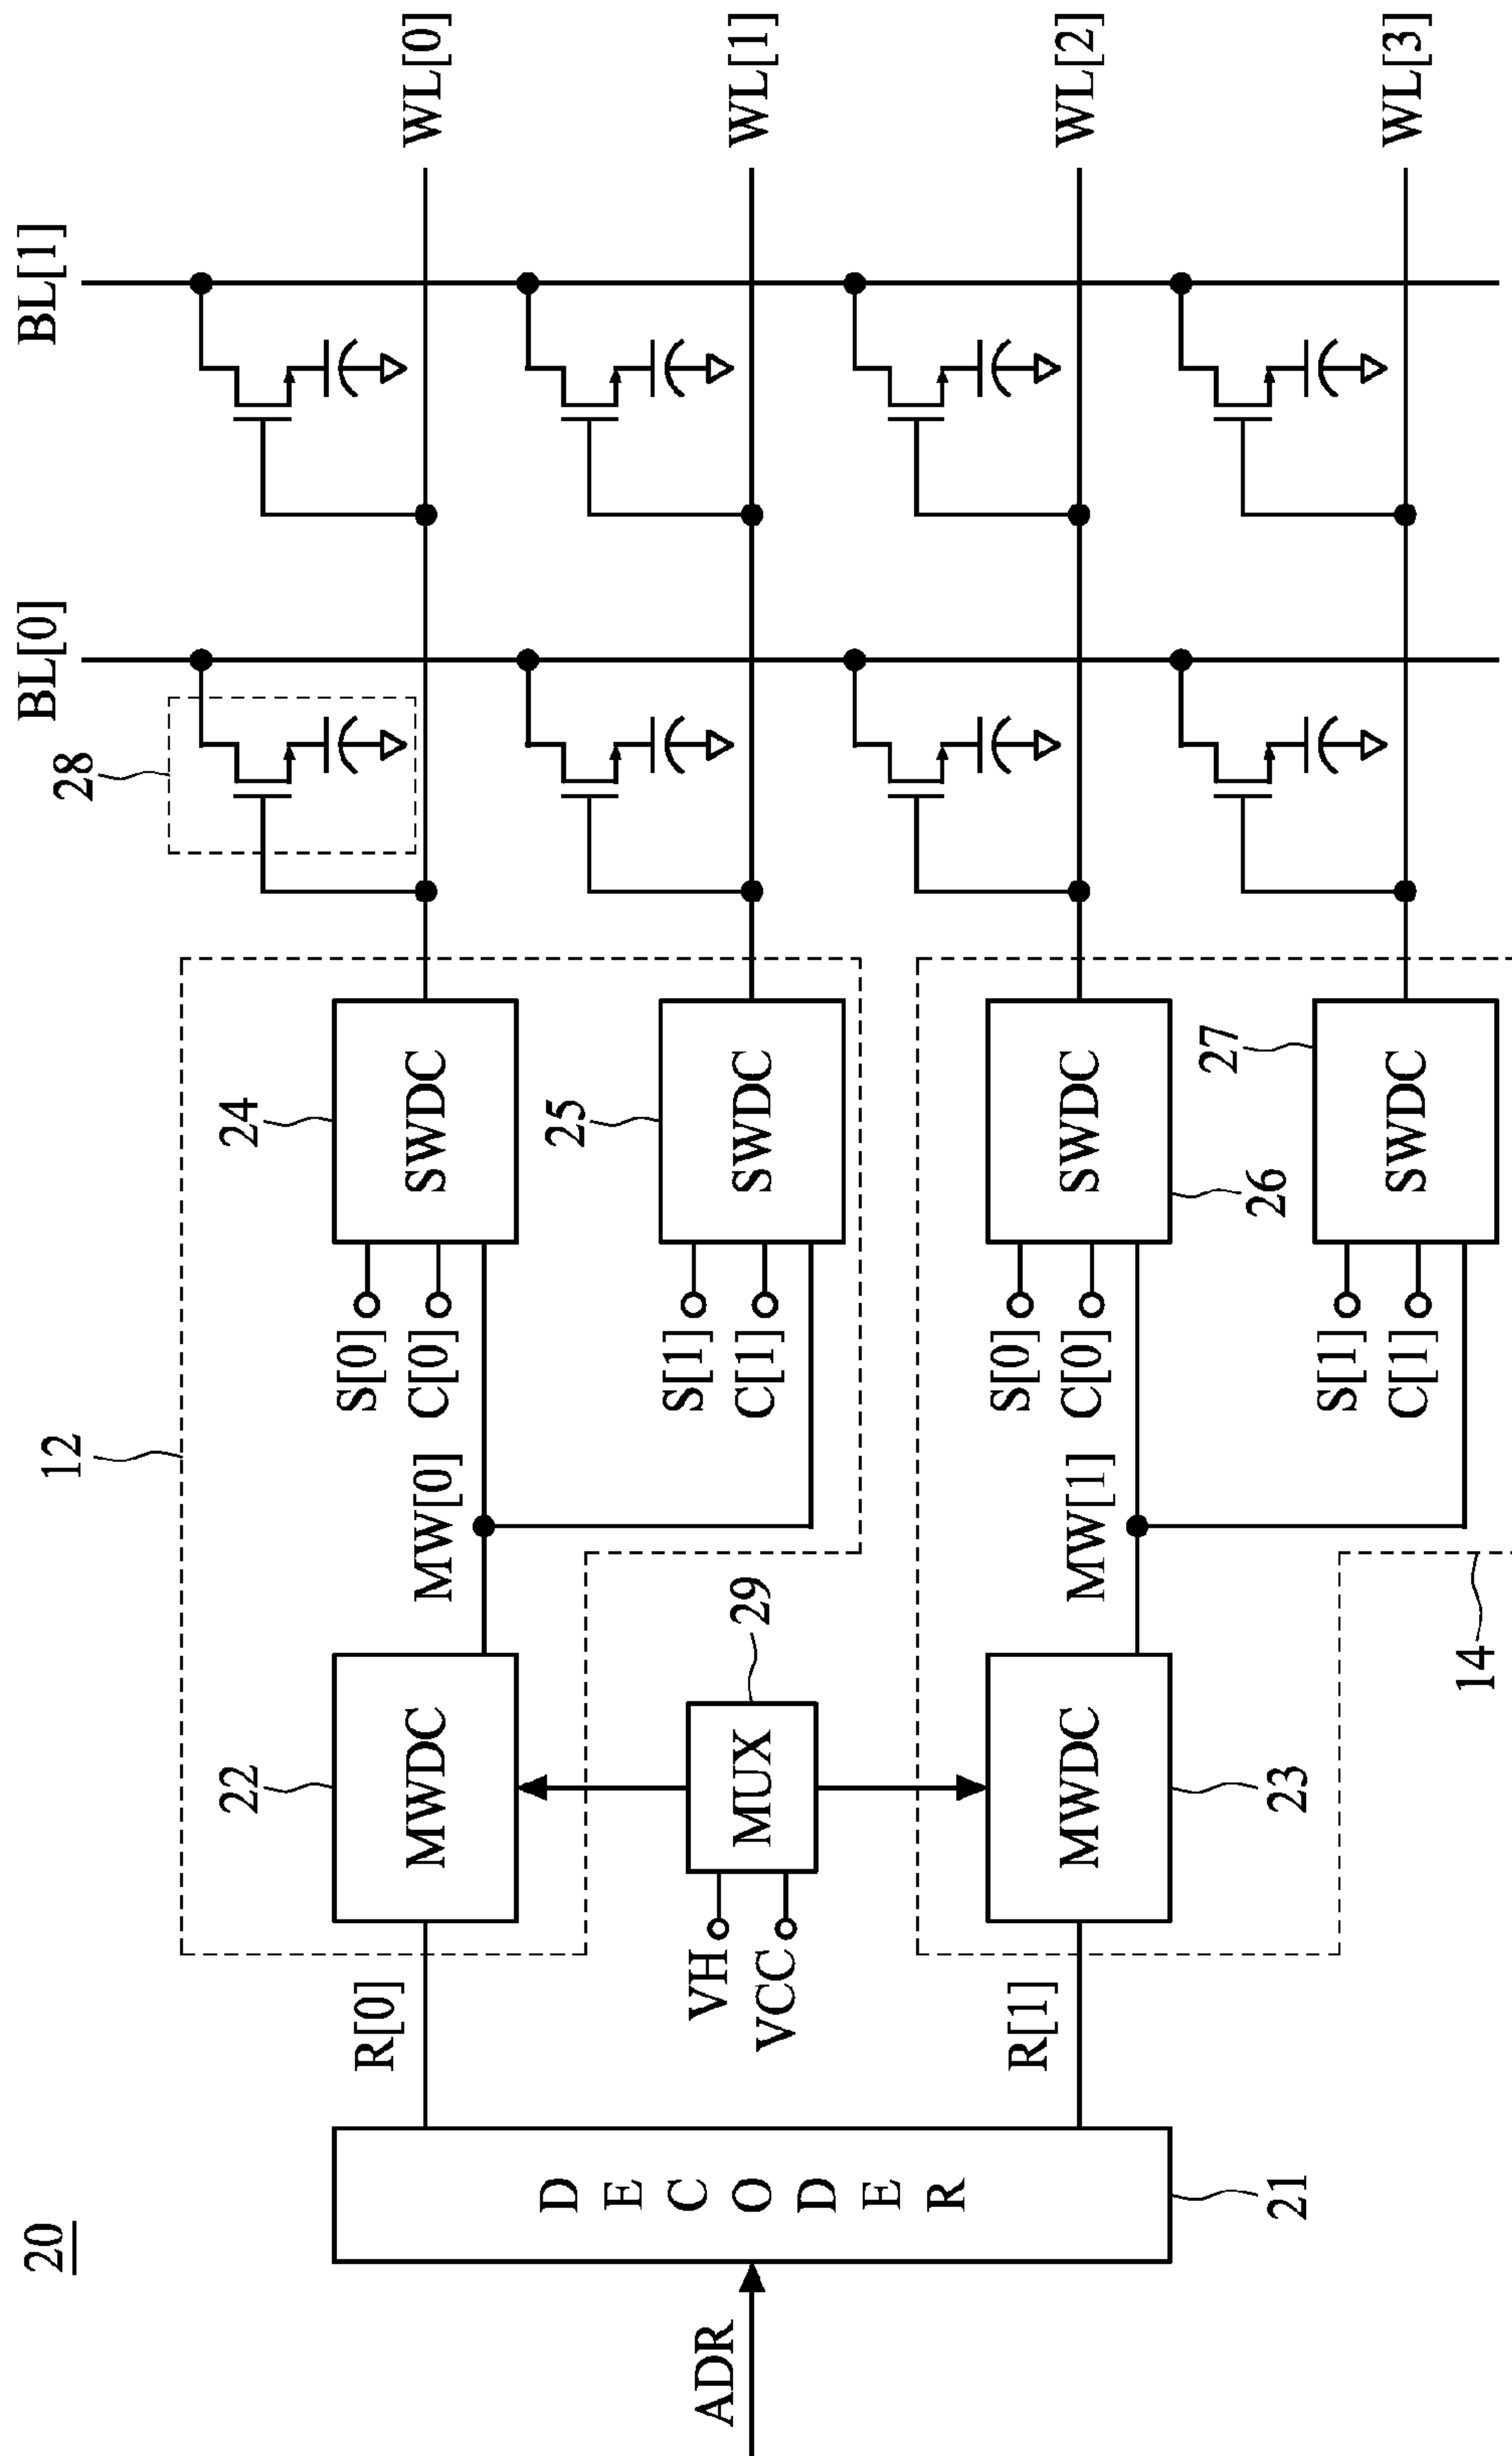 20
ADR
DECODER
21
R[0]
R[1]
22
MWDC
VH
VCC
MUX
29
MWDC
23
12
MW[0]
MW[1]
14
S[0]
C[0]
24
SWDC
S[1]
C[1]
25
SWDC
S[0]
C[0]
SWDC
26
S[1]
C[1]
27
SWDC
28
BL[0]
BL[1]
WL[0]
WL[1]
WL[2]
WL[3]